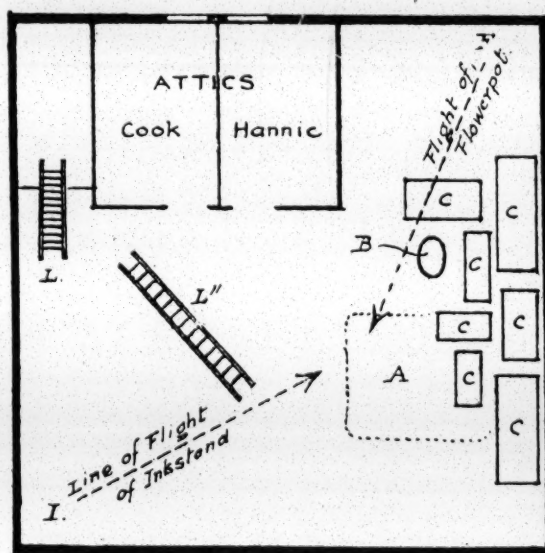 ATTICS
Cook
Hannie
Flight of
Flowerpot.
C
C
B
C
L.
L"
C
C
C
A
C
Line of Flight
of Inkstand
I.